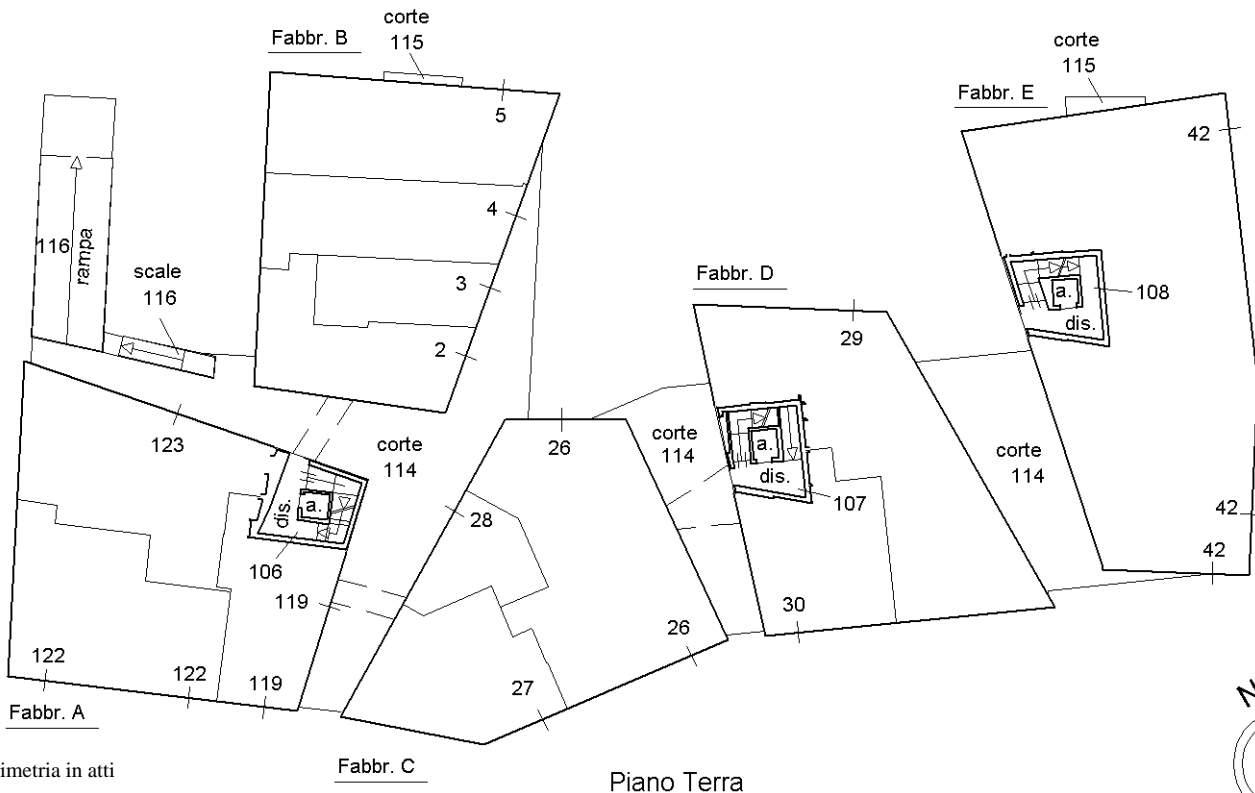 corte
115
Fabbr. B
5
4
3
2
116
rampa
scale
116
corte
115
Fabbr. E
42
108
a.
dis.
42
42
Fabbr. D
29
a.
dis.
107
30
corte
114
corte
114
corte
114
123
a.
dis.
106
119
122
122
119
Fabbr. A
26
28
26
27
Fabbr. C
imetria in atti
Piano Terra
N